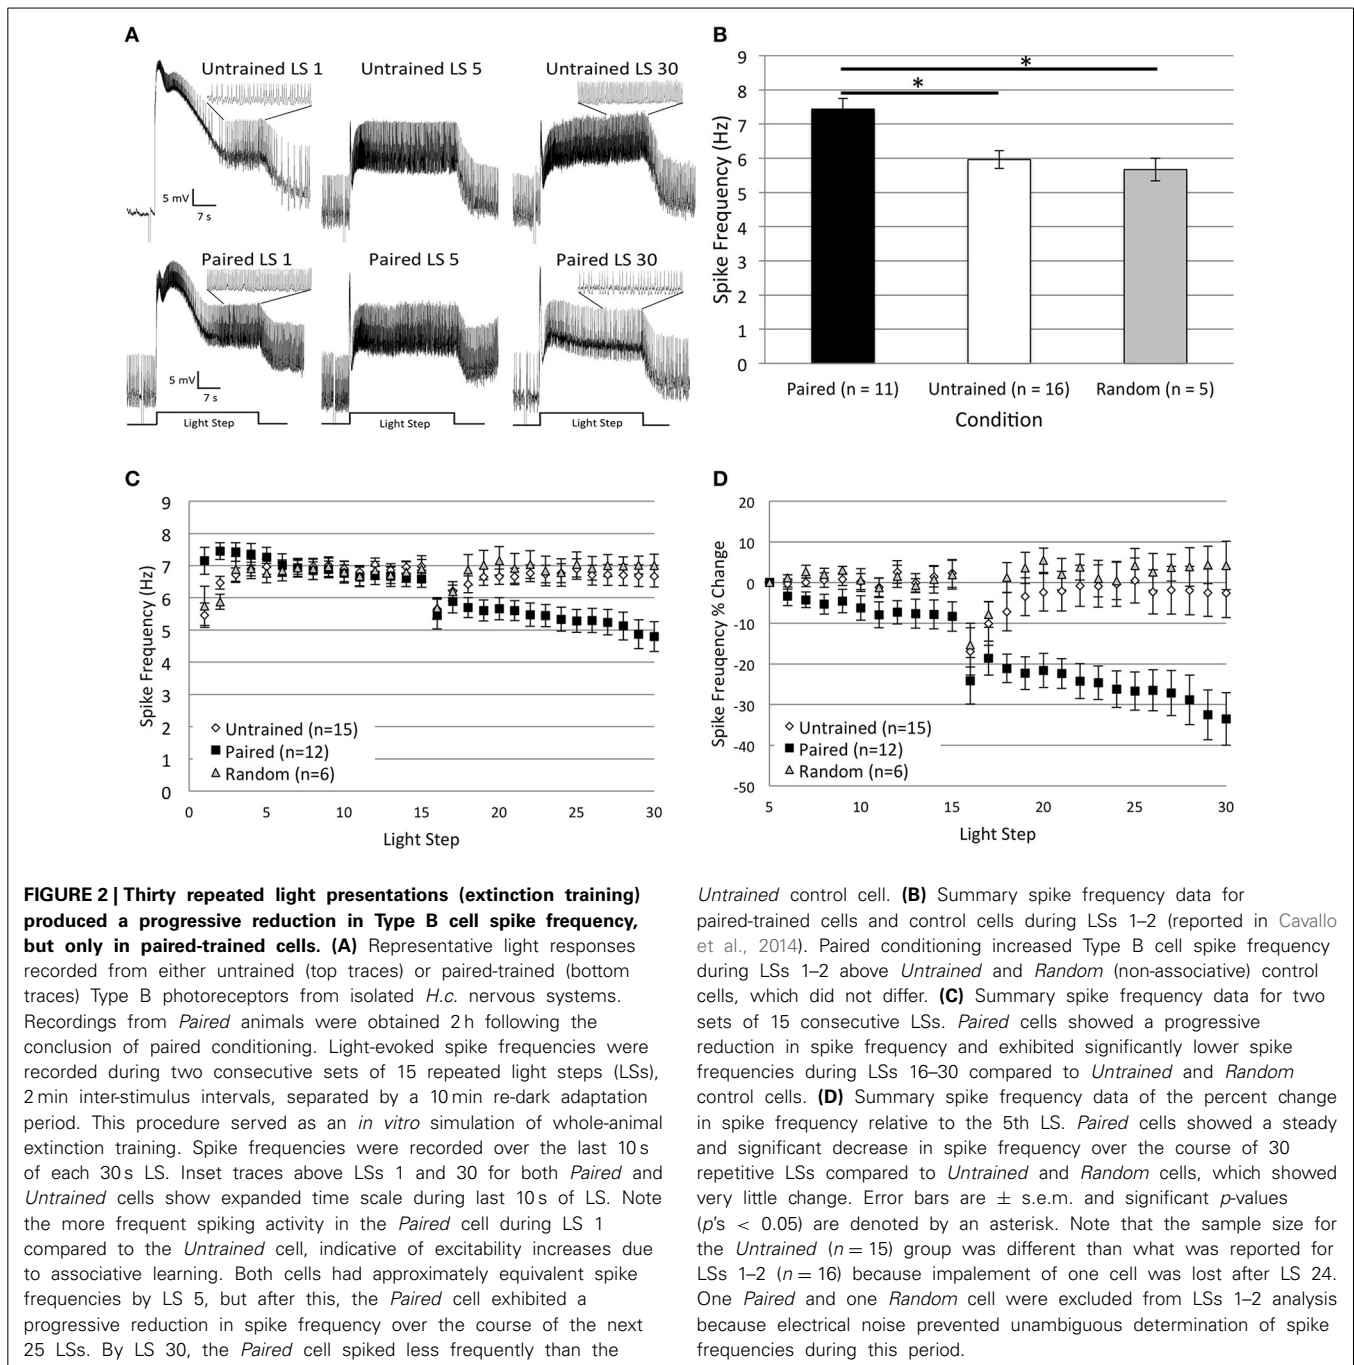 A
Untrained LS 1
Untrained LS 5
Untrained LS 30
5 mV
7 s
Paired LS 1
Paired LS 5
Paired LS 30
5 mV
7 s
Light Step
Light Step
Light Step
B
9
8
7
6
5
4
3
2
1
0
Spike Frequency (Hz)
*
*
Paired (n = 11)
Untrained (n = 16)
Random (n = 5)
Condition
C
9
8
7
6
5
4
3
2
1
0
Spike Frequency (Hz)
Untrained (n=15)
Paired (n=12)
Random (n=6)
0
5
10
15
20
25
30
Light Step
D
20
10
0
-10
-20
-30
-40
-50
Spike Freuqency % Change
Untrained (n=15)
Paired (n=12)
Random (n=6)
5
10
15
20
25
30
Light Step
FIGURE 2 | Thirty repeated light presentations (extinction training)
produced a progressive reduction in Type B cell spike frequency,
but only in paired-trained cells. (A) Representative light responses
recorded from either untrained (top traces) or paired-trained (bottom
traces) Type B photoreceptors from isolated H.c. nervous systems.
Recordings from Paired animals were obtained 2 h following the
conclusion of paired conditioning. Light-evoked spike frequencies were
recorded during two consecutive sets of 15 repeated light steps (LSs),
2 min inter-stimulus intervals, separated by a 10 min re-dark adaptation
period. This procedure served as an in vitro simulation of whole-animal
extinction training. Spike frequencies were recorded over the last 10 s
of each 30 s LS. Inset traces above LSs 1 and 30 for both Paired and
Untrained cells show expanded time scale during last 10 s of LS. Note
the more frequent spiking activity in the Paired cell during LS 1
compared to the Untrained cell, indicative of excitability increases due
to associative learning. Both cells had approximately equivalent spike
frequencies by LS 5, but after this, the Paired cell exhibited a
progressive reduction in spike frequency over the course of the next
25 LSs. By LS 30, the Paired cell spiked less frequently than the
Untrained control cell. (B) Summary spike frequency data for
paired-trained cells and control cells during LSs 1–2 (reported in Cavallo
et al., 2014). Paired conditioning increased Type B cell spike frequency
during LSs 1–2 above Untrained and Random (non-associative) control
cells, which did not differ. (C) Summary spike frequency data for two
sets of 15 consecutive LSs. Paired cells showed a progressive
reduction in spike frequency and exhibited significantly lower spike
frequencies during LSs 16–30 compared to Untrained and Random
control cells. (D) Summary spike frequency data of the percent change
in spike frequency relative to the 5th LS. Paired cells showed a steady
and significant decrease in spike frequency over the course of 30
repetitive LSs compared to Untrained and Random cells, which showed
very little change. Error bars are ± s.e.m. and significant p-values
(p's < 0.05) are denoted by an asterisk. Note that the sample size for
the Untrained (n = 15) group was different than what was reported for
LSs 1–2 (n = 16) because impalement of one cell was lost after LS 24.
One Paired and one Random cell were excluded from LSs 1–2 analysis
because electrical noise prevented unambiguous determination of spike
frequencies during this period.